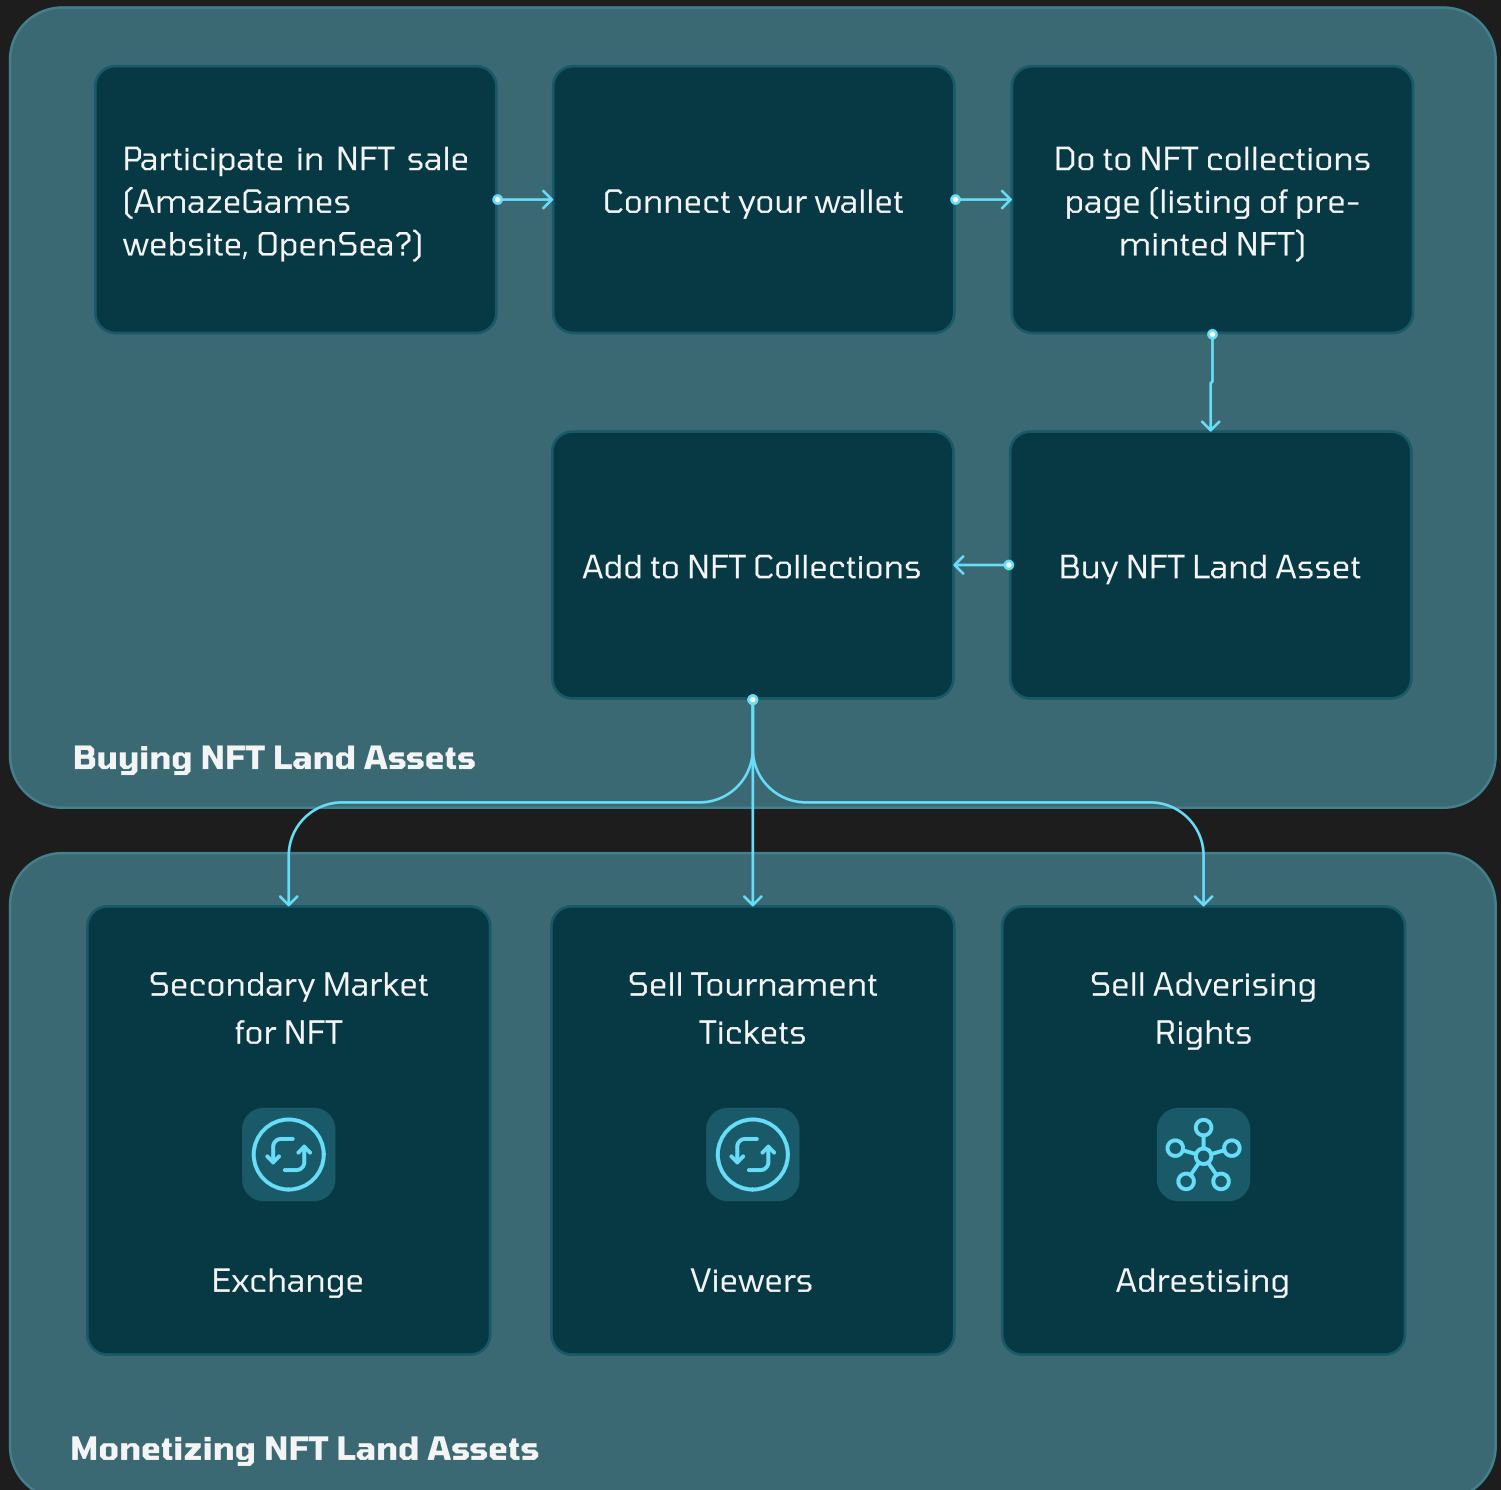 Participate in NFT sale
(AmazeGames
website, OpenSea?)
Connect your wallet
Do to NFT collections
page (listing of pre-
minted NFT)
Add to NFT Collections
Buy NFT Land Asset
Buying NFT Land Assets
Secondary Market
for NFT
Exchange
Sell Tournament
Tickets
Viewers
Sell Adverising
Rights
Adrestising
Monetizing NFT Land Assets